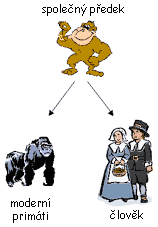 společný předek
moderní
primáti
člověk